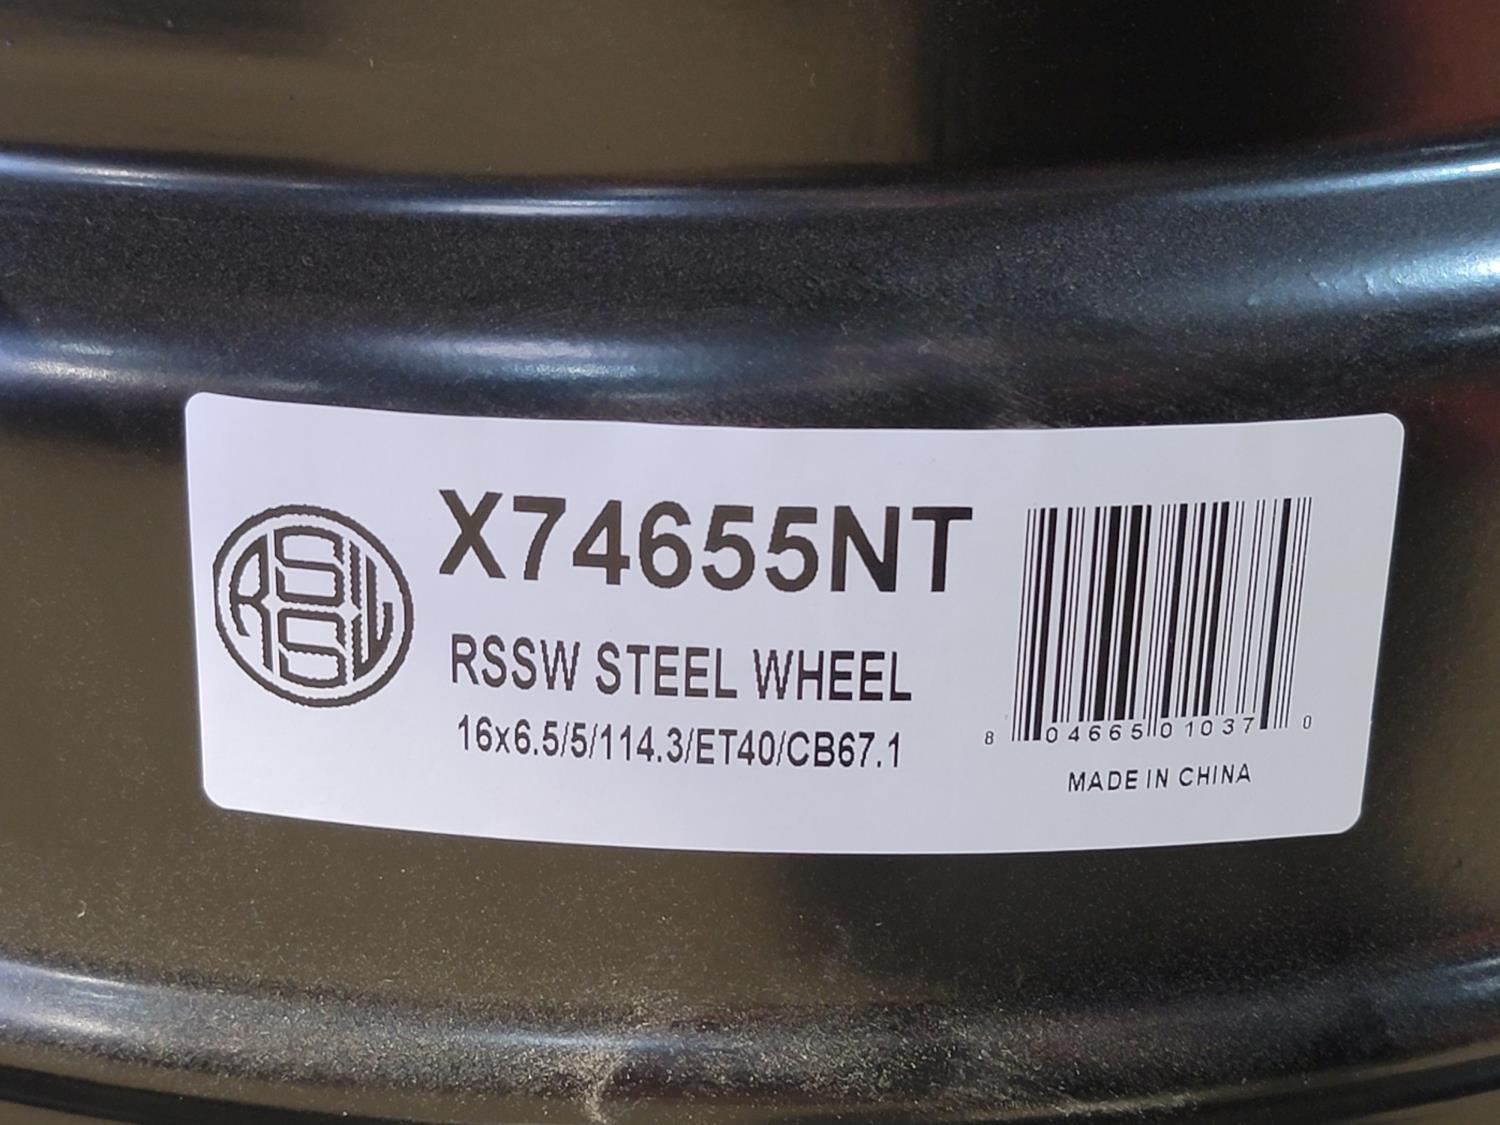 RSSW
X74655NT
RSSW STEEL WHEEL
16x6.5/5/114.3/ET40/CB67.1
8 04665 01037 0
MADE IN CHINA